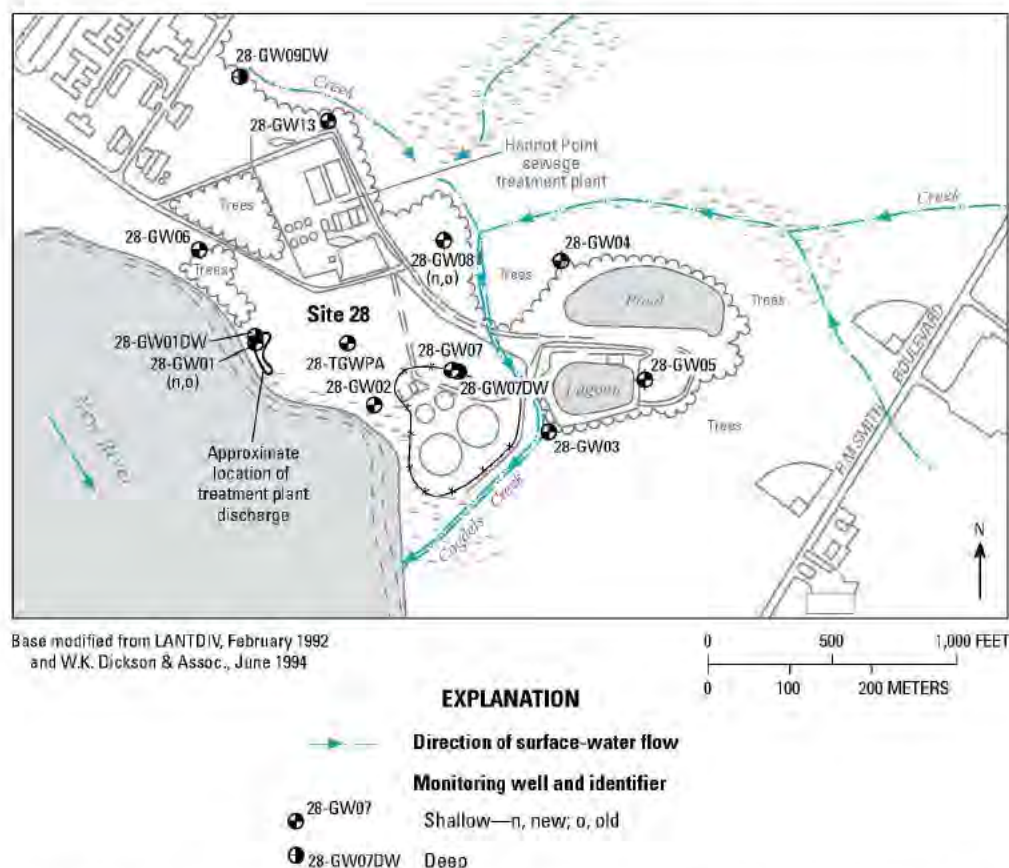 28-GW09DW
Creek
28-GW13
Hadnot Point
sewage
treatment plant
Trees
Creek
28-GW06
Trees
28-GW08
(n,o)
28-GW04
Trees
Pond
Trees
Site 28
28-GW01DW
28-GW01
(n,o)
28-TGWPA
28-GW07
28-GW02
28-GW07DW
Lagoon
28-GW05
Trees
BOULEVARD
28-GW03
Approximate
location of
treatment plant
discharge
River
Cogdels Creek
SMITH
N
Base modified from LANTDIV, February 1992
and W.K. Dickson & Assoc., June 1994
0 500 1,000 FEET
0 100 200 METERS
EXPLANATION
Direction of surface-water flow
Monitoring well and identifier
28-GW07
Shallow—n, new; o, old
28-GW07DW Deep